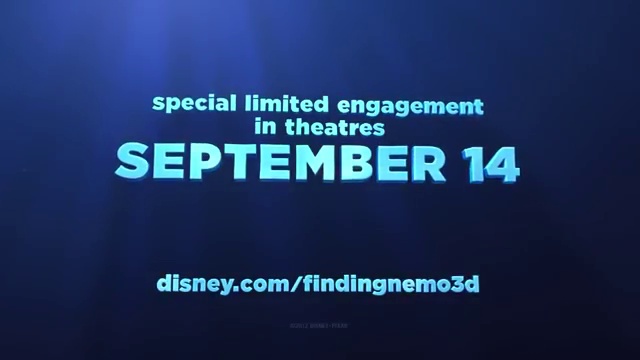 special limited engagement
in theatres
SEPTEMBER 14
disney.com/findingnemo3d